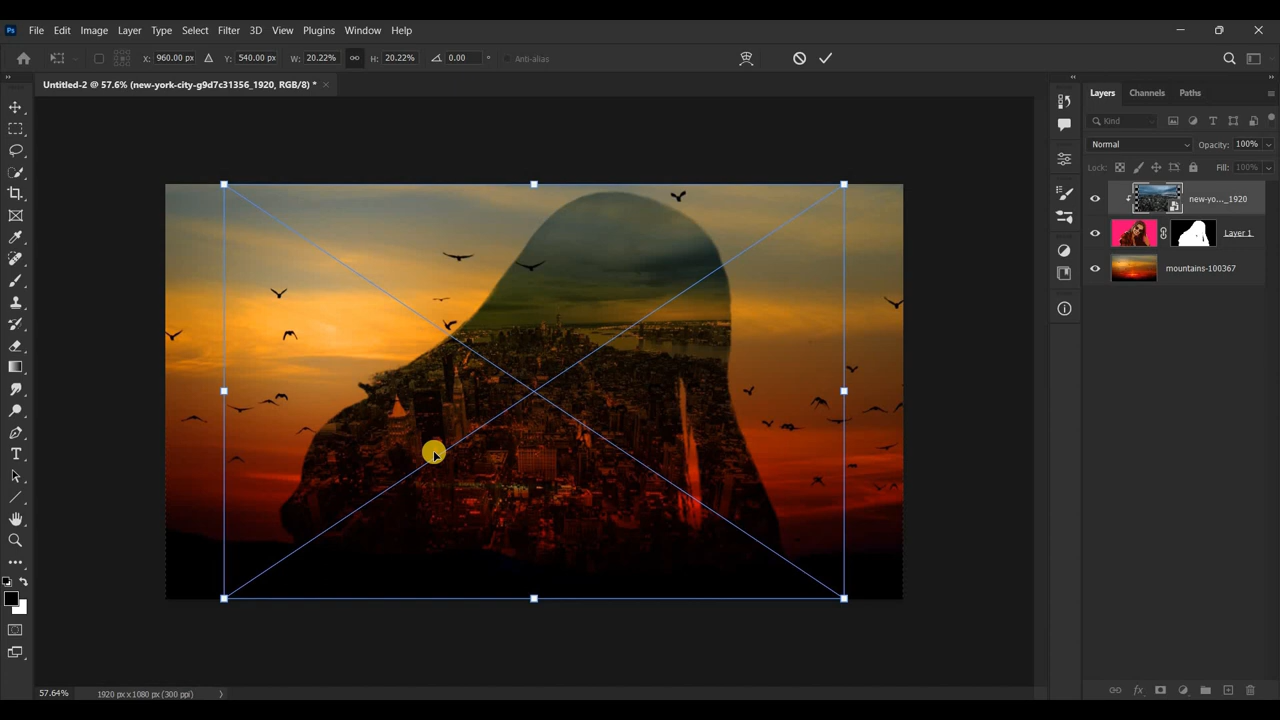 Ps File Edit Image Layer Type Select Filter 3D View Plugins Window Help
X: 960.00 px Y: 540.00 px W: 20.22% H: 20.22% 0.00 ° Anti-alias
Untitled-2 @ 57.6% (new-york-city-g9d7c31356_1920, RGB/8) *
Layers Channels Paths
Kind
Normal Opacity: 100%
Lock: Fill: 100%
new-yo..._1920
Layer 1
mountains-100367
57.64% 1920 px x 1080 px (300 ppi)